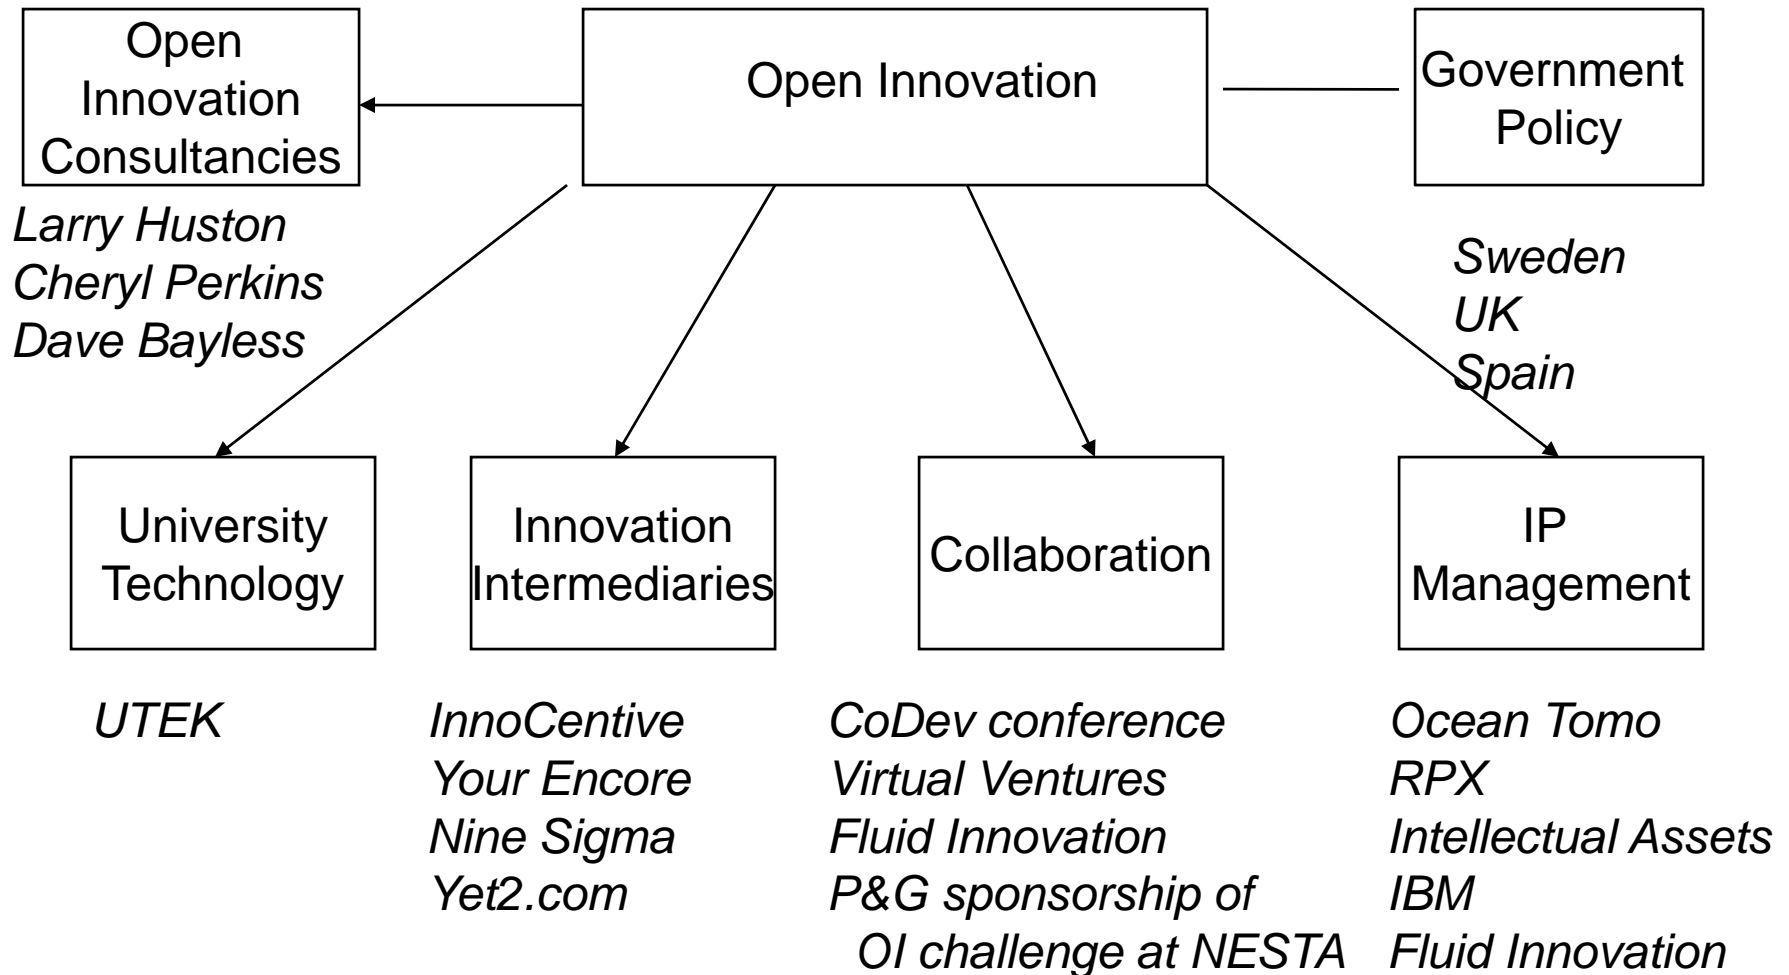 Open
Innovation
Consultancies
Open Innovation
Government
Policy
Larry Huston
Cheryl Perkins
Dave Bayless
Sweden
UK
Spain
University
Technology
Innovation
Intermediaries
Collaboration
IP
Management
UTEK
InnoCentive
Your Encore
Nine Sigma
Yet2.com
CoDev conference
Virtual Ventures
Fluid Innovation
P&G sponsorship of
OI challenge at NESTA
Ocean Tomo
RPX
Intellectual Assets
IBM
Fluid Innovation